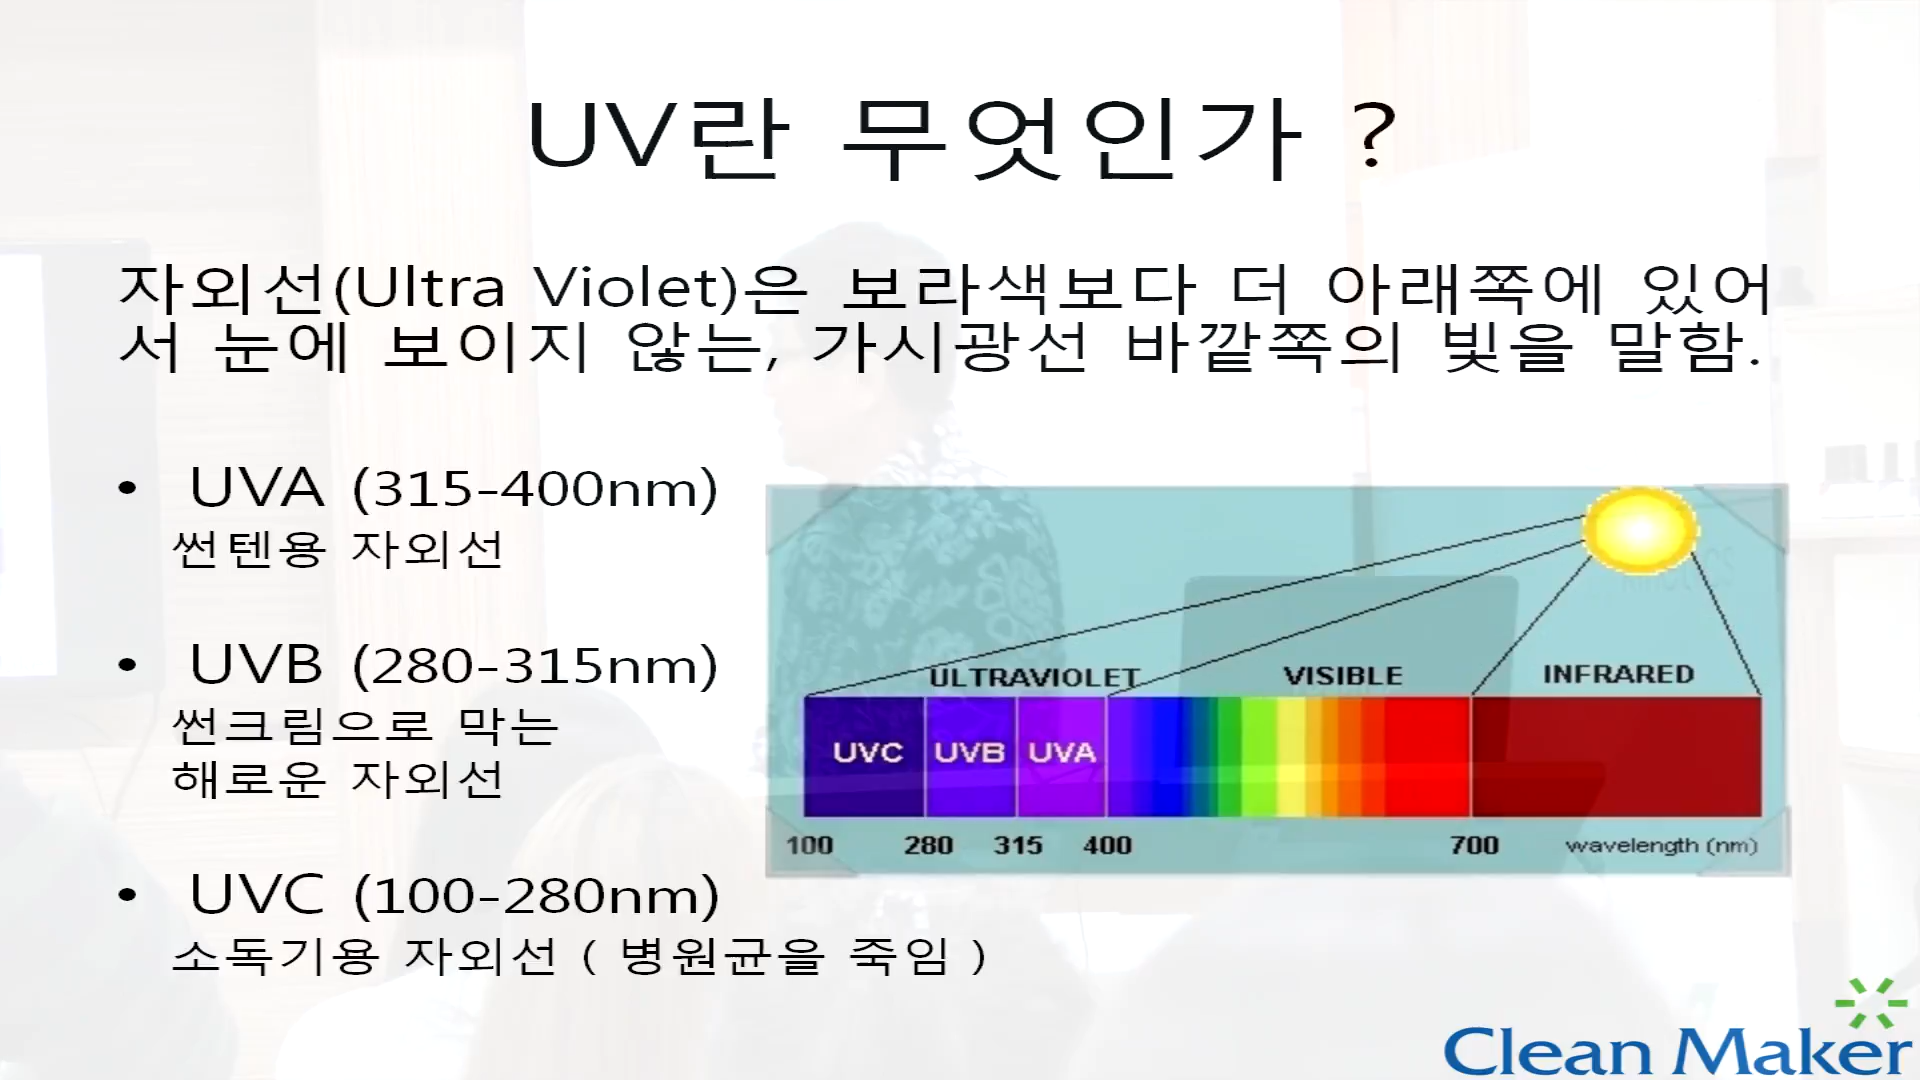 UV란 무엇인가 ?
자외선(Ultra Violet)은 보라색보다 더 아래쪽에 있어
서 눈에 보이지 않는, 가시광선 바깥쪽의 빛을 말함.
• UVA (315-400nm)
썬텐용 자외선
• UVB (280-315nm)
썬크림으로 막는
해로운 자외선
• UVC (100-280nm)
소독기용 자외선 ( 병원균을 죽임 )
ULTRAVIOLET VISIBLE INFRARED
UVC UVB UVA
100 280 315 400 700 wavelength (nm)
Clean Maker